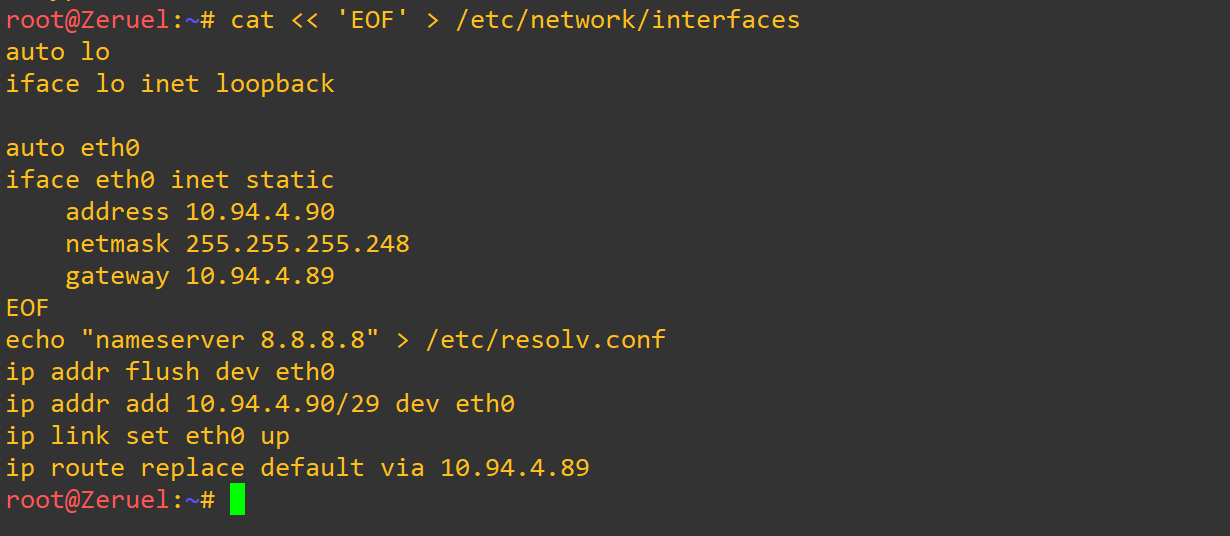 root@Zeruel:~# cat << 'EOF' > /etc/network/interfaces
auto lo
iface lo inet loopback

auto eth0
iface eth0 inet static
    address 10.94.4.90
    netmask 255.255.255.248
    gateway 10.94.4.89
EOF
echo "nameserver 8.8.8.8" > /etc/resolv.conf
ip addr flush dev eth0
ip addr add 10.94.4.90/29 dev eth0
ip link set eth0 up
ip route replace default via 10.94.4.89
root@Zeruel:~#